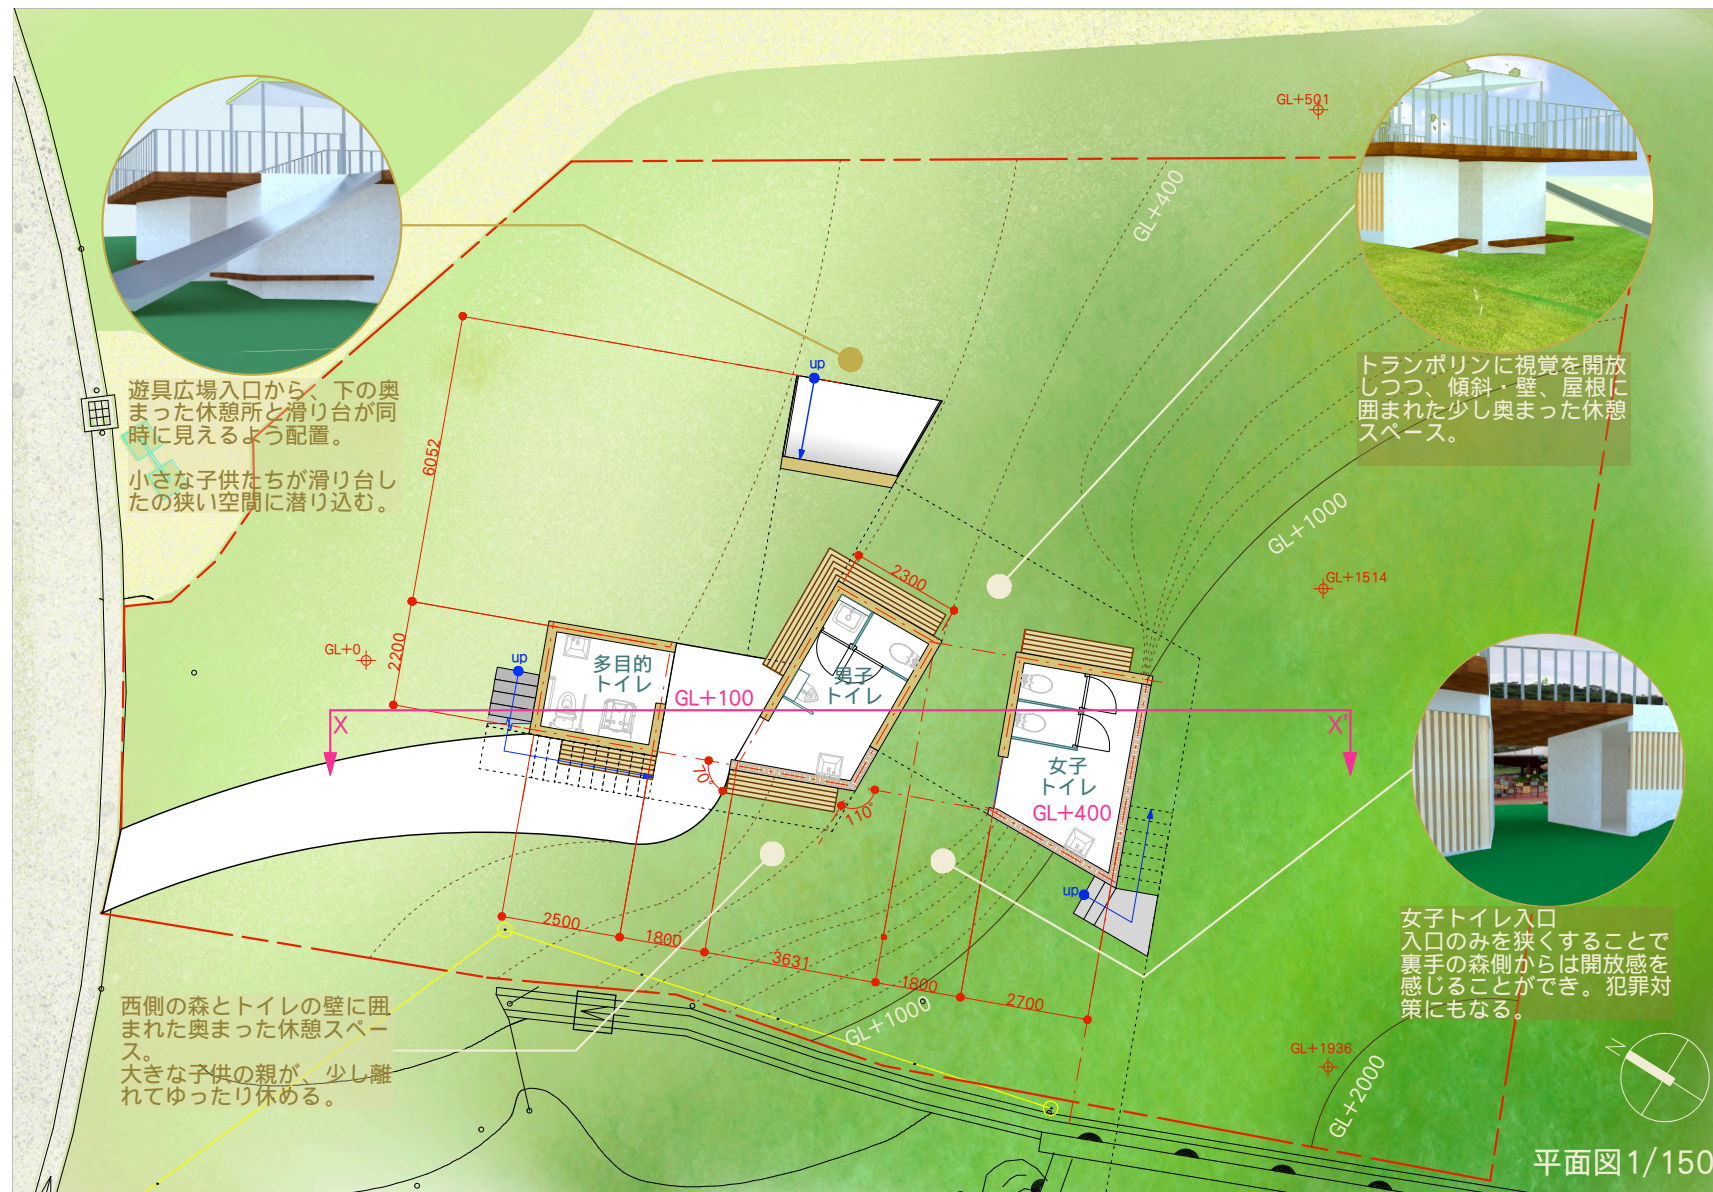 遊具広場入口から、下の奥
まった休憩所と滑り台が同
時に見えるよう配置。
小さな子供たちが滑り台し
たの狭い空間に潜り込む。
GL+501
GL+400
トランポリンに視覚を開放
しつつ、傾斜・壁、屋根に
囲まれた少し奥まった休憩
スペース。
up
6052
GL+1000
2300
GL+1514
GL+0
2200
up
多目的
トイレ
GL+100
男子
トイレ
X
X'
70°
110°
女子
トイレ
GL+400
up
2500
1800
3631
1800
2700
GL+1000
女子トイレ入口
入口のみを狭くすることで
裏手の森側からは開放感を
感じることができ。犯罪対
策にもなる。
西側の森とトイレの壁に囲
まれた奥まった休憩スペー
ス。
大きな子供の親が、少し離
れてゆったり休める。
GL+1936
GL+2000
N
平面図1/150